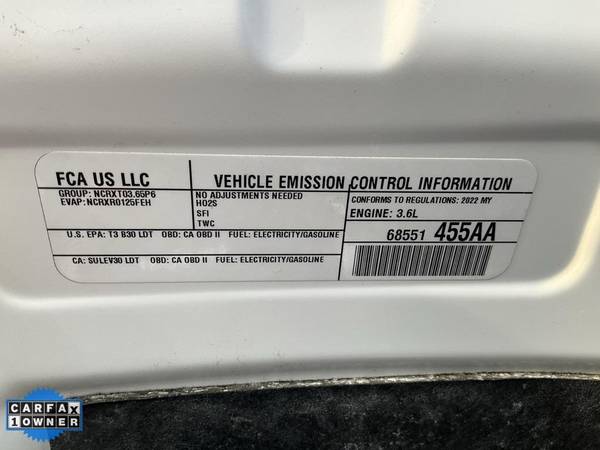 FCA US LLC
VEHICLE EMISSION CONTROL INFORMATION
GROUP: NCRXT03.65P6
EVAP: NCRXR0125FEH
NO ADJUSTMENTS NEEDED
HO2S
SFI
TWC
CONFORMS TO REGULATIONS: 2022 MY
ENGINE: 3.6L
U.S. EPA: T3 B30 LDT OBD: CA OBD II FUEL: ELECTRICITY/GASOLINE
68551 455AA
CA: SULEV30 LDT OBD: CA OBD II FUEL: ELECTRICITY/GASOLINE
CARFAX
1 OWNER